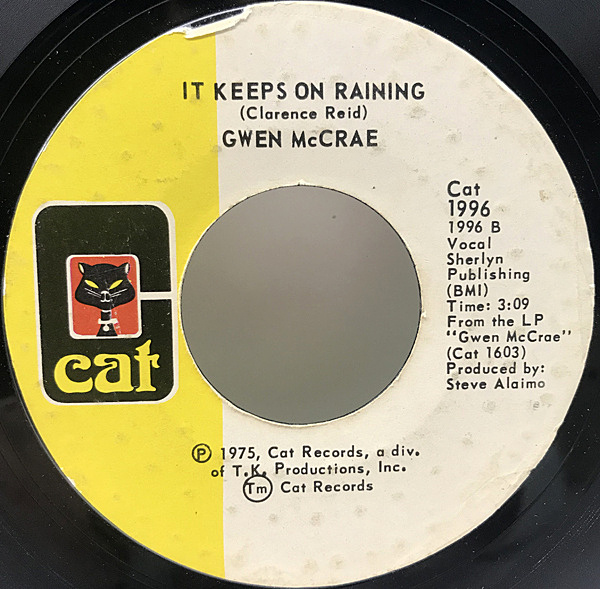 IT KEEPS ON RAINING
(Clarence Reid)
GWEN McCRAE
Cat
1996
1996 B
Vocal
Sherlyn
Publishing
(BMI)
Time: 3:09
From the LP
"Gwen McCrae"
(Cat 1603)
Produced by:
Steve Alaimo
cat
Ⓟ 1975, Cat Records, a div.
of T.K. Productions, Inc.
Tm Cat Records